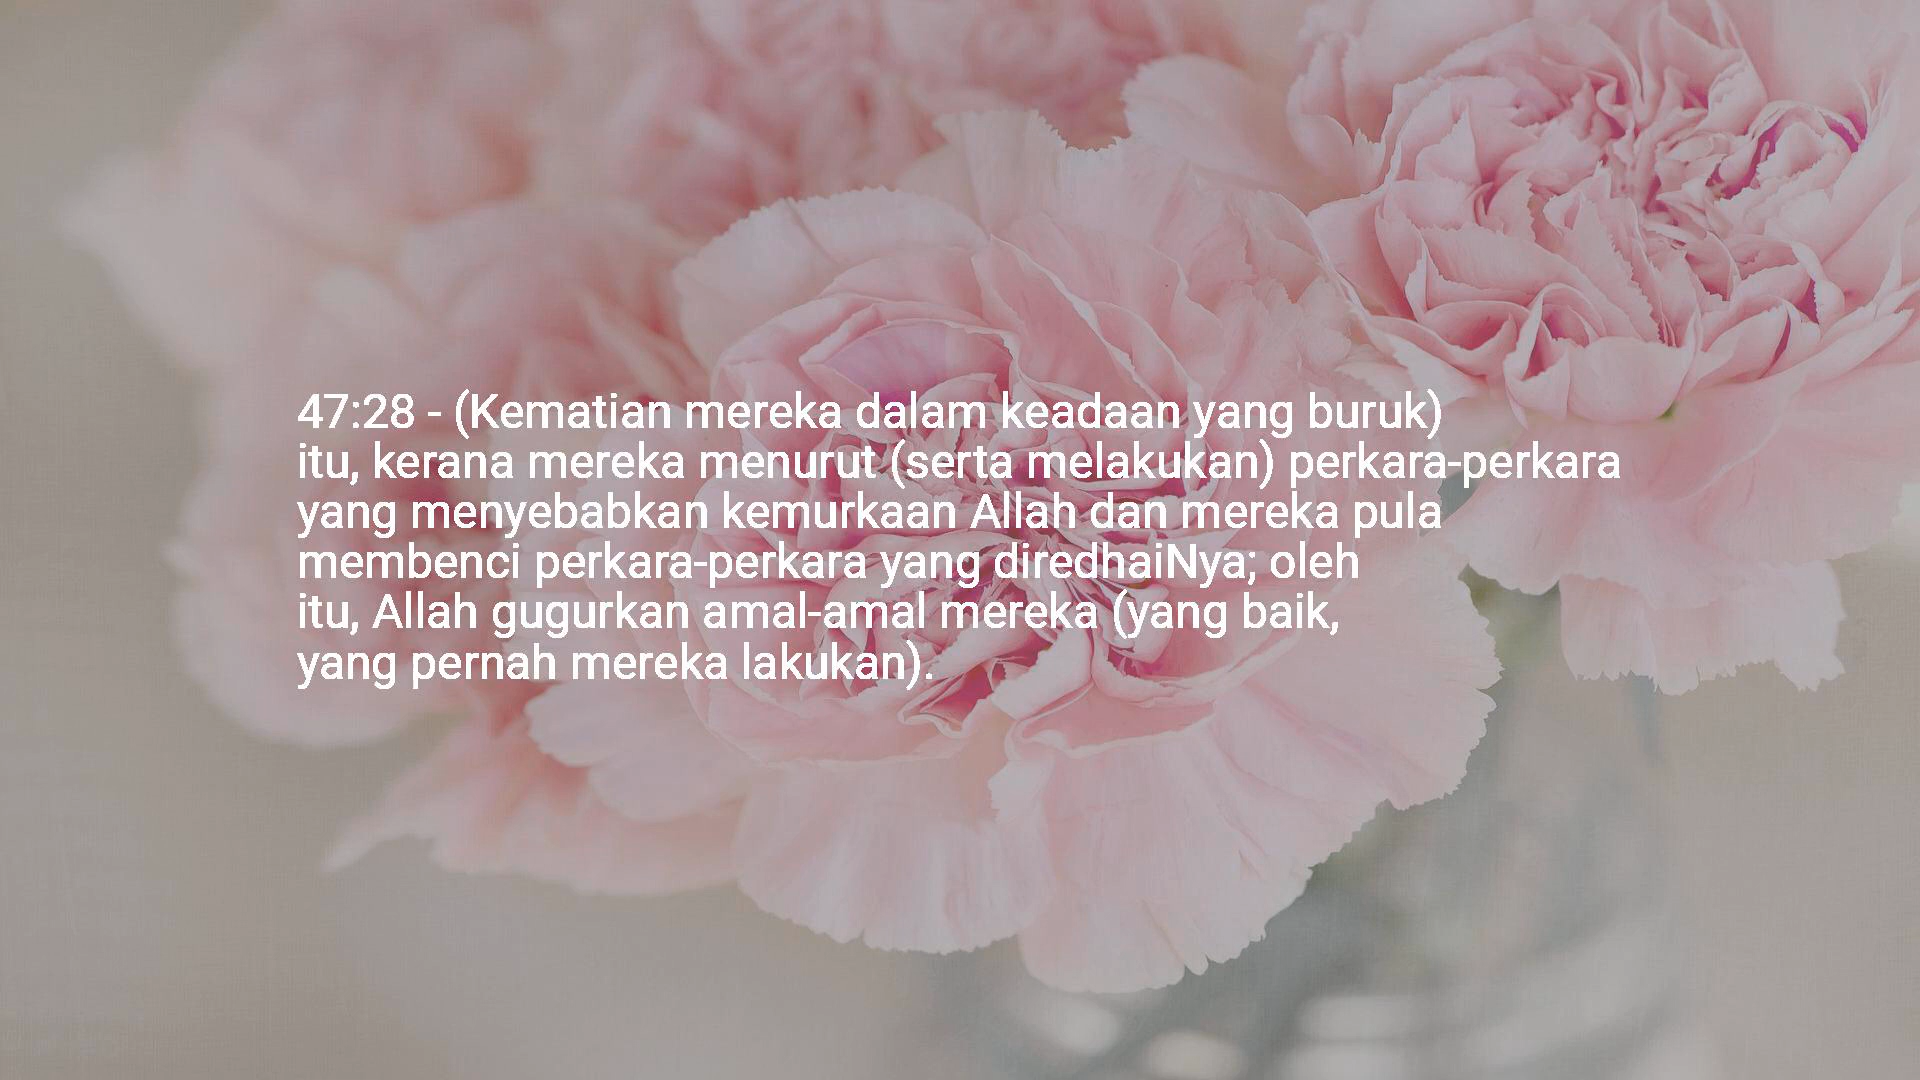 47:28 - (Kematian mereka dalam keadaan yang buruk)
itu, kerana mereka menurut (serta melakukan) perkara-perkara
yang menyebabkan kemurkaan Allah dan mereka pula
membenci perkara-perkara yang diredhaiNya; oleh
itu, Allah gugurkan amal-amal mereka (yang baik,
yang pernah mereka lakukan).